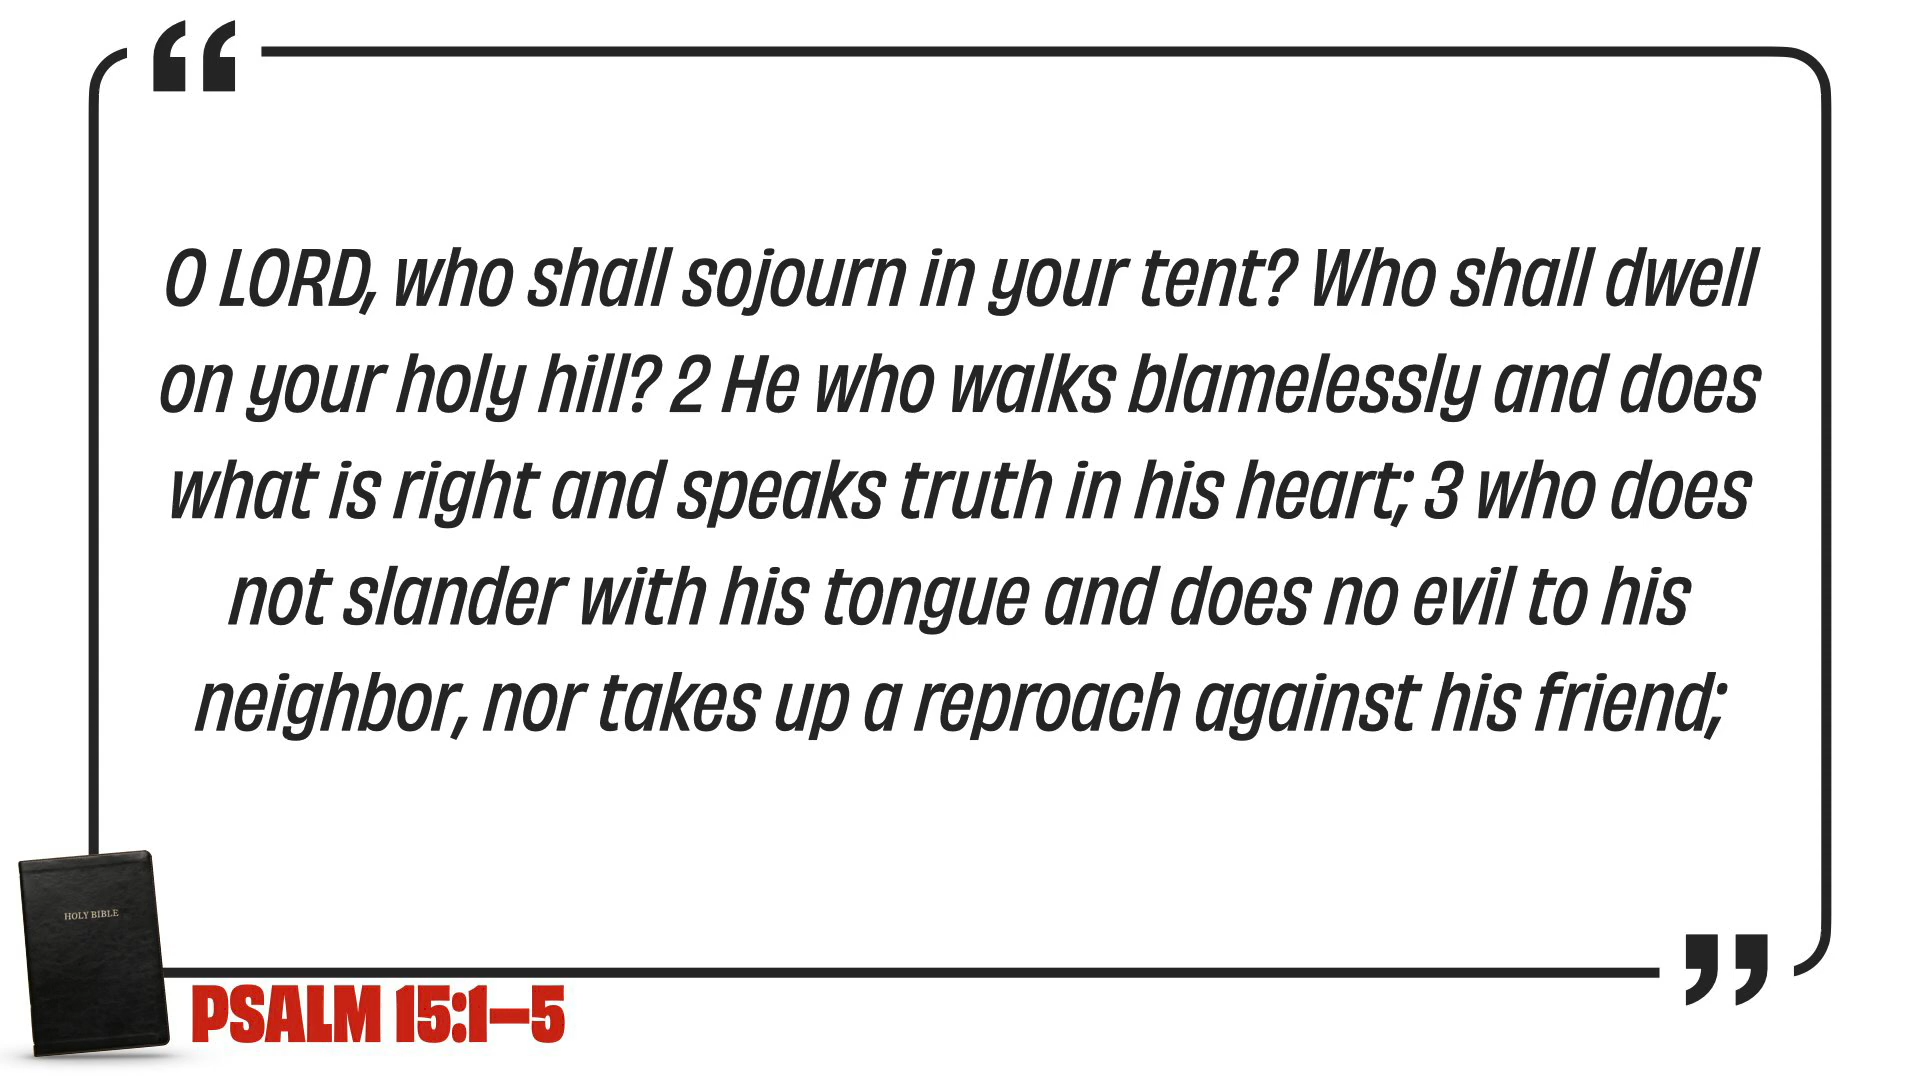 “
O LORD, who shall sojourn in your tent? Who shall dwell
on your holy hill? 2 He who walks blamelessly and does
what is right and speaks truth in his heart; 3 who does
not slander with his tongue and does no evil to his
neighbor, nor takes up a reproach against his friend;
”
HOLY BIBLE
PSALM 15:1–5